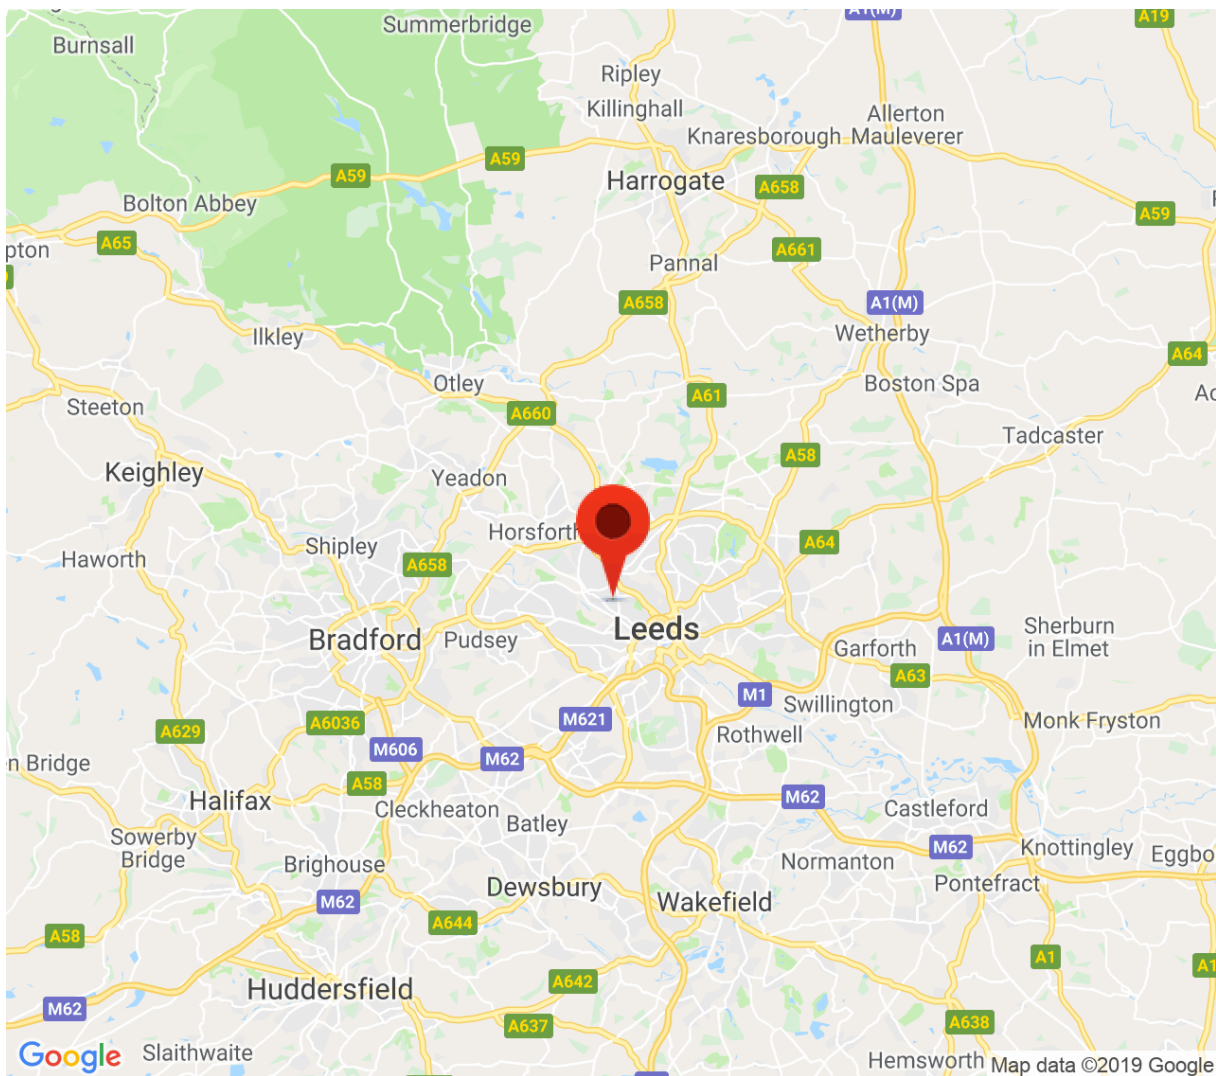 Burnsall
Summerbridge
A1(M)
A19
Ripley
Killinghall
Allerton
Mauleverer
Knaresborough
A59
A59
Harrogate
A658
Bolton Abbey
A59
A65
pton
A661
Pannal
A658
A1(M)
Ilkley
Wetherby
A64
Otley
Boston Spa
A61
Steeton
A660
Tadcaster
A58
Keighley
Yeadon
Horsforth
Shipley
A64
Haworth
A658
Leeds
Bradford
Pudsey
A1(M)
Sherburn
in Elmet
Garforth
A63
M1
Swillington
M621
A6036
A629
Rothwell
Monk Fryston
M606
M62
n Bridge
A58
M62
Halifax
Cleckheaton
Castleford
Batley
Sowerby
Bridge
M62
Knottingley
Eggbo
Brighouse
Normanton
Dewsbury
Pontefract
Wakefield
M62
A644
A58
A1
A642
Huddersfield
M62
A637
A638
Google
Slaithwaite
Hemsworth
Map data ©2019 Google